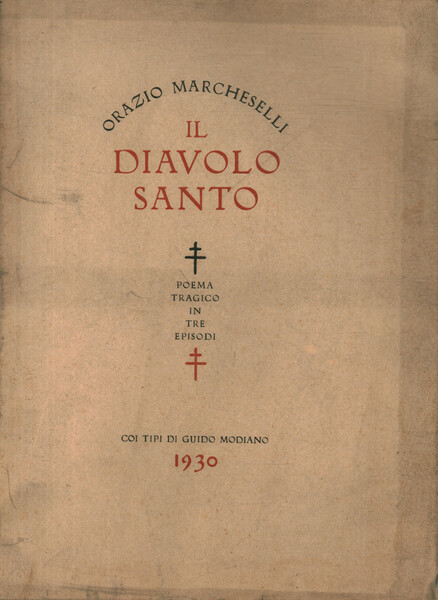 ORAZIO MARCHESELLI
IL
DIAVOLO
SANTO
POEMA
TRAGICO
IN
TRE
EPISODI
COI TIPI DI GUIDO MODIANO
1930